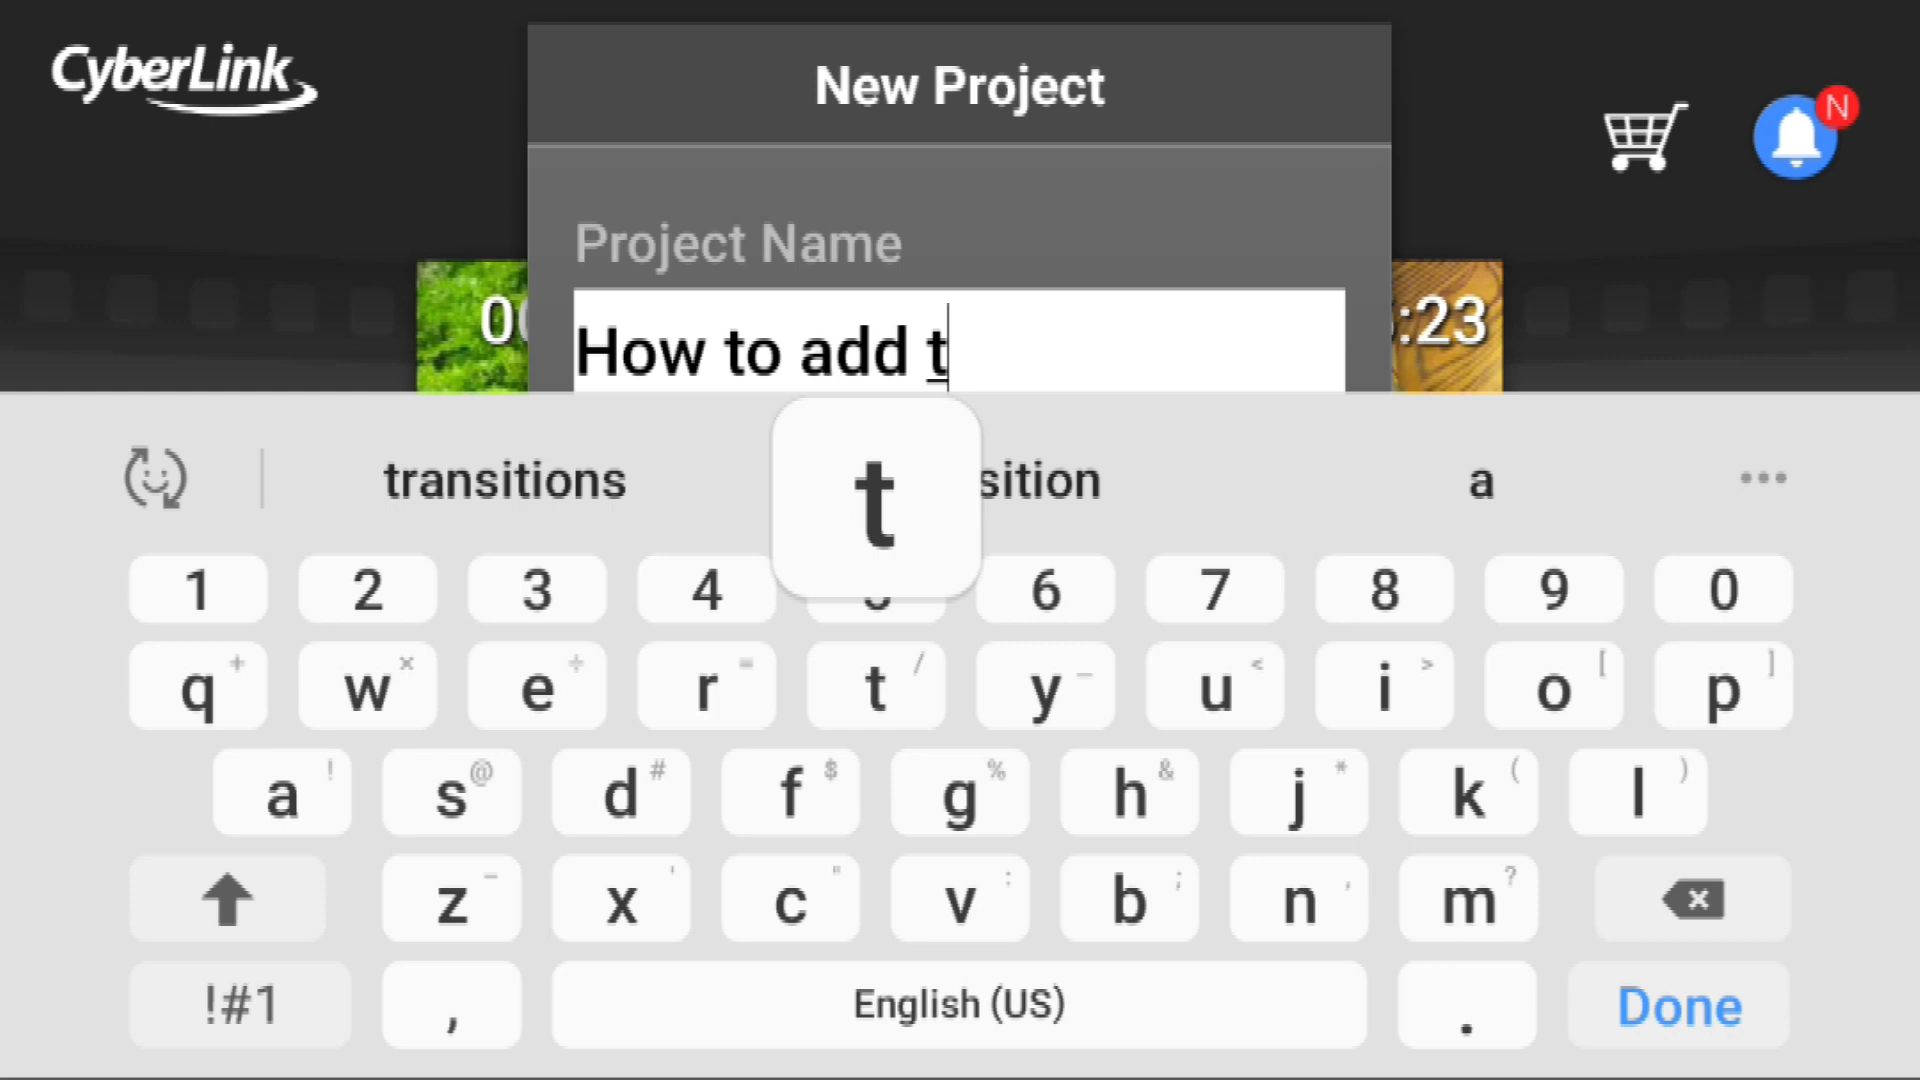 CyberLink
New Project
N
Project Name
00
:23
How to add t
transitions
t
sition
a
•••
1 2 3 4 6 7 8 9 0
q + w × e ÷ r = t / y _ u < i > o [ p ]
a ! s @ d # f $ g % h & j * k ( l )
z - x ' c " v : b ; n , m ?
!#1 , English (US) . Done